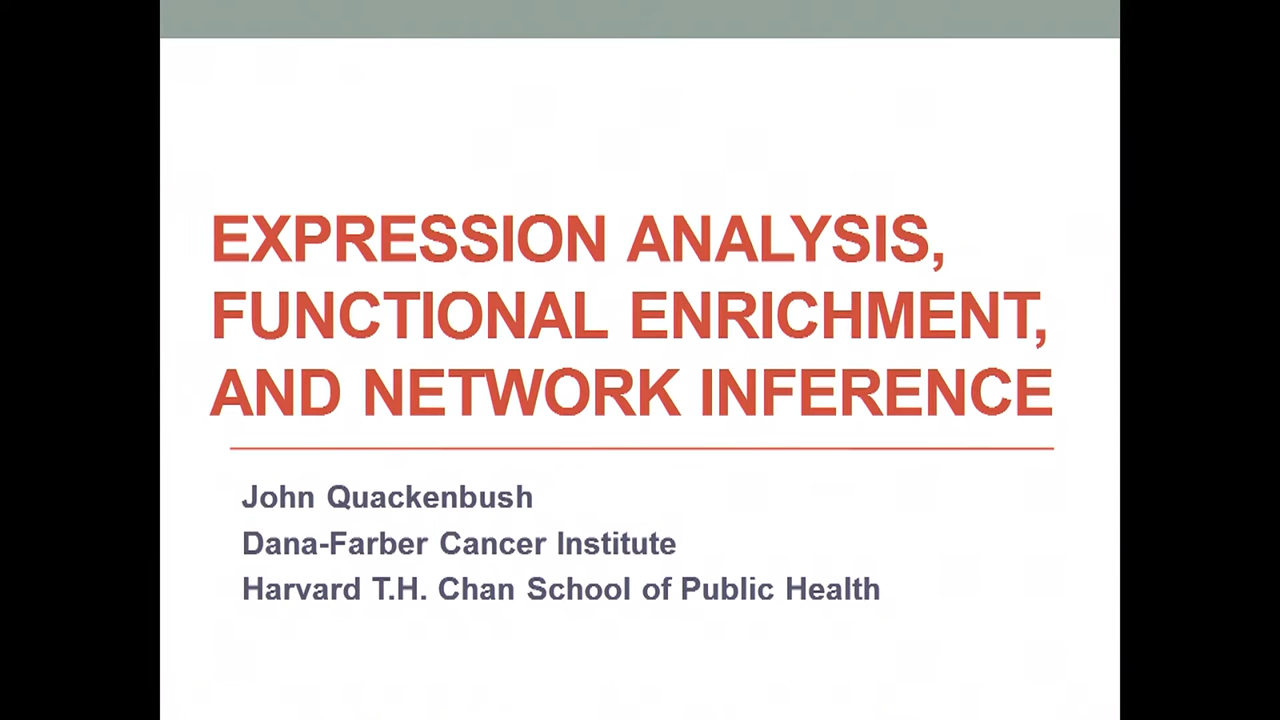 EXPRESSION ANALYSIS,
FUNCTIONAL ENRICHMENT,
AND NETWORK INFERENCE
John Quackenbush
Dana-Farber Cancer Institute
Harvard T.H. Chan School of Public Health